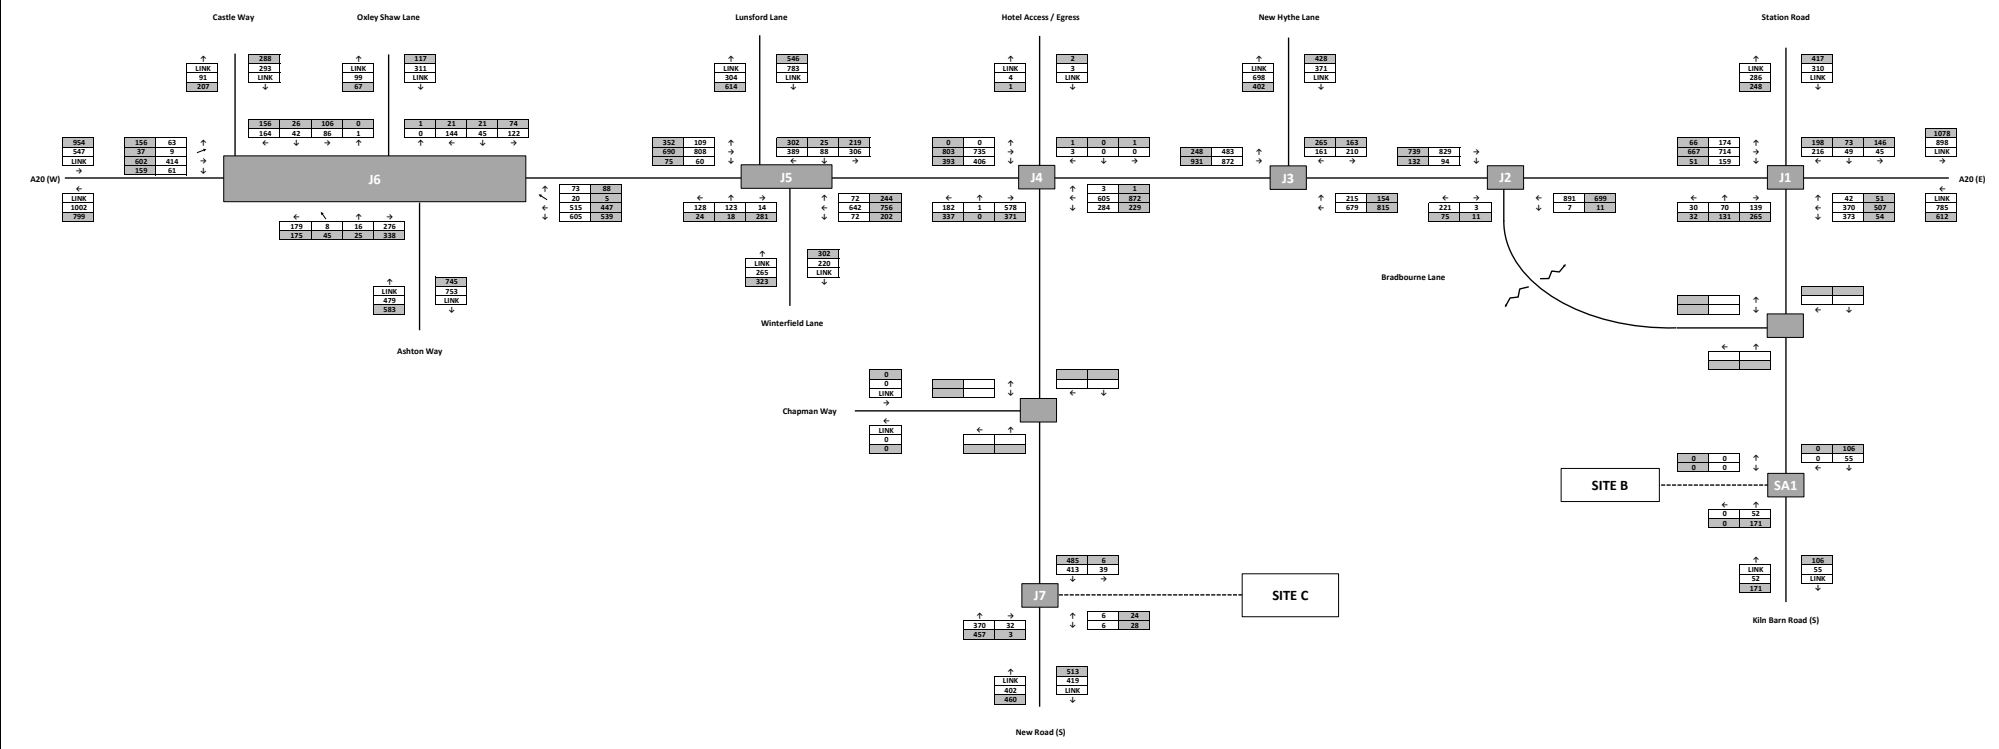 Castle Way Oxley Shaw Lane Lunsford Lane Hotel Access / Egress New Hythe Lane Station Road
↑ 288 ↑ 117 ↑ 546 ↑ 2 ↑ 428 ↑ 417
LINK 293 LINK 311 LINK 783 LINK 3 LINK 371 LINK 310
91 LINK 99 LINK 304 LINK 4 LINK 698 LINK 286 LINK
207 ↓ 67 ↓ 614 ↓ 1 ↓ 402 ↓ 248 ↓
156 26 106 0 1 21 21 74
164 42 86 1 0 144 45 122
← ↓ → ↑ ↑ ← ↓ →
954
547
LINK
→
156 63 ↑
37 9
602 414 →
159 61 ↓
352 109 ↑
690 808 →
75 60 ↓
302 25 219
389 88 306
← ↓ →
0 0 ↑
803 735 →
393 406 ↓
1 0 1
3 0 0
← ↓ →
248 483 ↑
931 872 →
265 163
161 210
← →
739 829 →
132 94 ↓
66 174 ↑
667 714 →
51 159 ↓
198 73 146
216 49 45
← ↓ →
1078
898
LINK
→
A20 (W) J6 J5 J4 J3 J2 J1 A20 (E)
←
LINK
1002
799
← ↑ →
179 8 16 276
175 45 25 338
↑ 73 88
20 5
← 515 447
↓ 605 539
← ↑ →
128 123 14
24 18 281
↑ 72 244
← 642 756
↓ 72 202
← ↑ →
182 1 578
337 0 371
↑ 3 1
← 605 872
↓ 284 229
↑ 215 154
← 679 815
← →
221 3
75 11
← 891 699
↓ 7 11
← ↑ →
30 70 139
32 131 265
↑ 42 51
← 370 507
↓ 373 54
←
LINK
785
612
↑ 745
LINK 753
479 LINK
583 ↓
Ashton Way
↑ 302
LINK 220
265 LINK
323 ↓
Winterfield Lane
Bradbourne Lane
↑
↓
← ↓
← ↑
0
0
LINK
→
↑
↓
← ↓
Chapman Way
←
LINK
0
0
← ↑
0 0 ↑
0 0 ↓
0 106
0 55
← ↓
SITE B SA1
← ↑
0 52
0 171
↑ 106
LINK 55
52 LINK
171 ↓
Kiln Barn Road (S)
485 6
413 39
↓ →
J7 SITE C
↑ →
370 32
457 3
↑ 6 24
↓ 6 28
↑ 513
LINK 419
402 LINK
460 ↓
New Road (S)